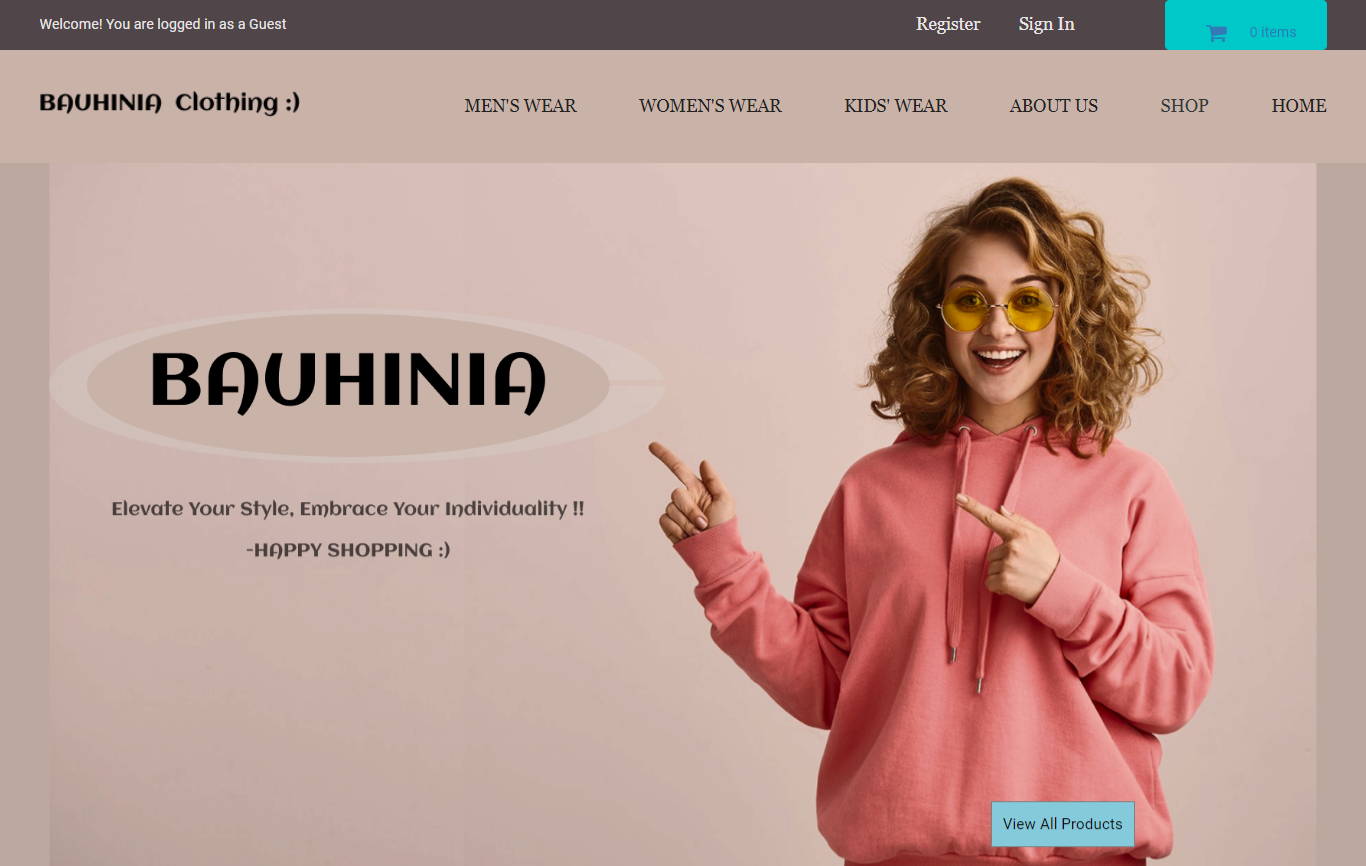 Welcome! You are logged in as a Guest
Register
Sign In
0 items
BAUHINIA Clothing :)
MEN'S WEAR
WOMEN'S WEAR
KIDS' WEAR
ABOUT US
SHOP
HOME
BAUHINIA
Elevate Your Style, Embrace Your Individuality !!
-HAPPY SHOPPING :)
View All Products